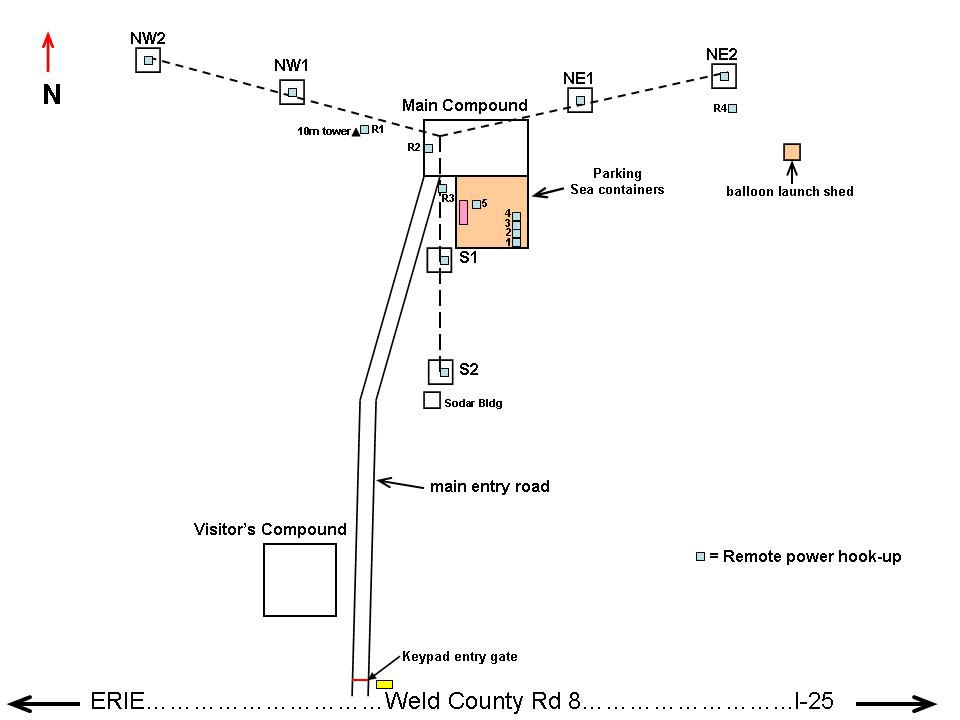 NW2
NE2
NW1
NE1
N
Main Compound
R4
10m tower
R1
R2
Parking
Sea containers
balloon launch shed
R3
5
4
3
2
1
S1
S2
Sodar Bldg
main entry road
Visitor's Compound
= Remote power hook-up
Keypad entry gate
ERIE………………………….Weld County Rd 8……………………..I-25